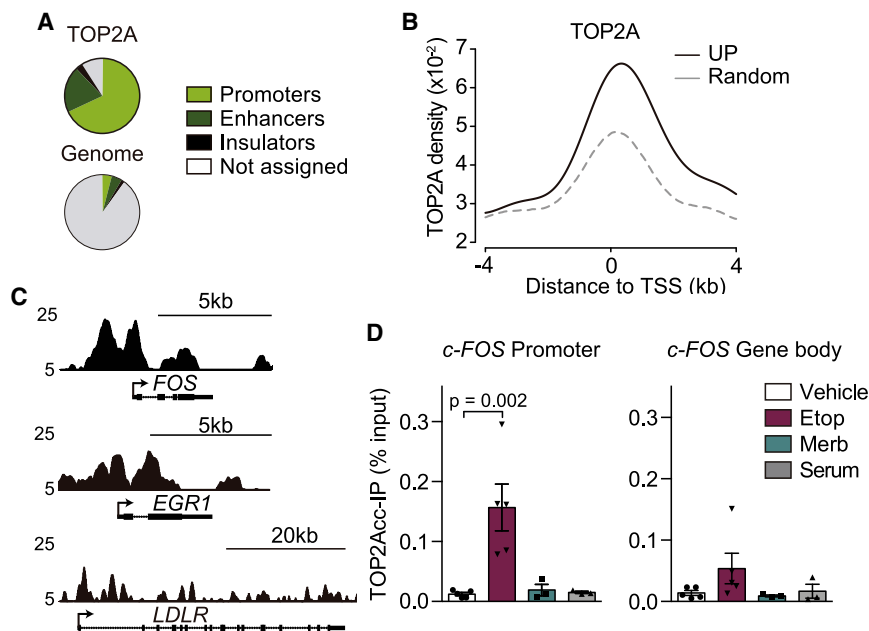 A
TOP2A
Promoters
Enhancers
Insulators
Not assigned
Genome
B
TOP2A
UP
Random
TOP2A density (x10-2)
7
6
5
4
3
2
-4
0
4
Distance to TSS (kb)
C
25
5kb
5
FOS
25
5kb
5
EGR1
25
20kb
5
LDLR
D
c-FOS Promoter
c-FOS Gene body
p = 0.002
TOP2Acc-IP (% input)
0.3
0.2
0.1
0.0
0.3
0.2
0.1
0.0
Vehicle
Etop
Merb
Serum